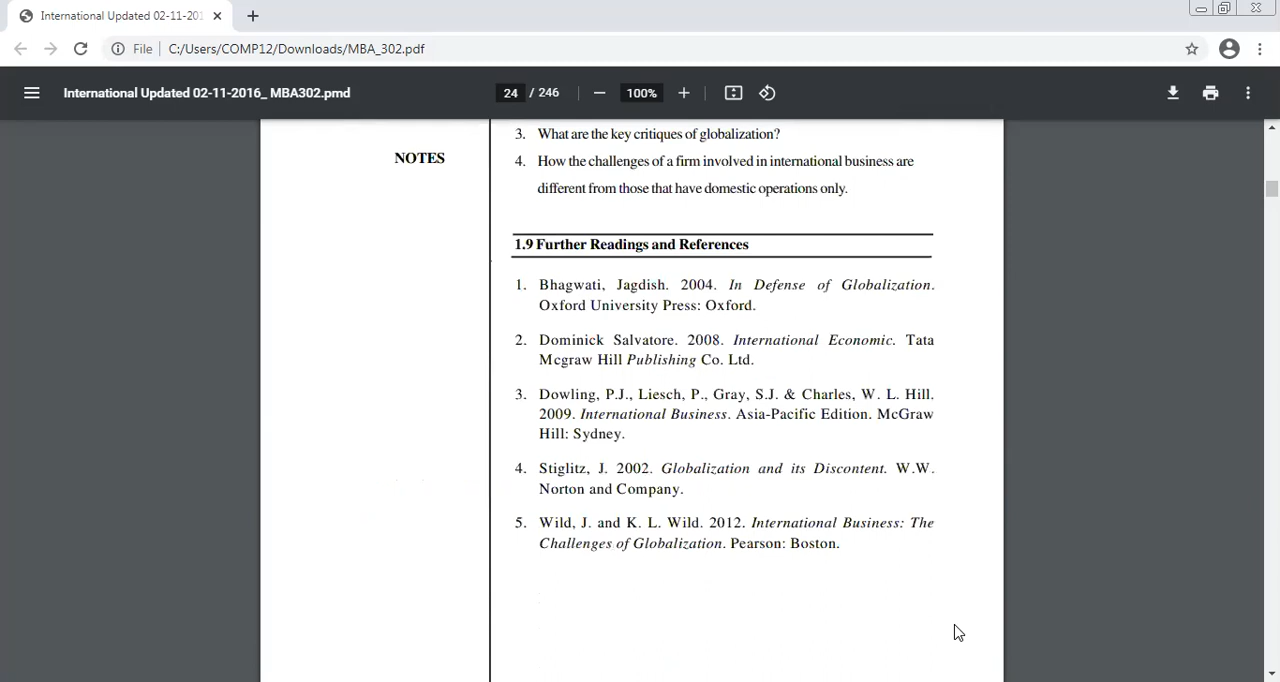 International Updated 02-11-201
File C:/Users/COMP12/Downloads/MBA_302.pdf
International Updated 02-11-2016_ MBA302.pmd
24 / 246
100%
NOTES
3. What are the key critiques of globalization?
4. How the challenges of a firm involved in international business are
different from those that have domestic operations only.
1.9 Further Readings and References
1. Bhagwati, Jagdish. 2004. In Defense of Globalization.
Oxford University Press: Oxford.
2. Dominick Salvatore. 2008. International Economic. Tata
Mcgraw Hill Publishing Co. Ltd.
3. Dowling, P.J., Liesch, P., Gray, S.J. & Charles, W. L. Hill.
2009. International Business. Asia-Pacific Edition. McGraw
Hill: Sydney.
4. Stiglitz, J. 2002. Globalization and its Discontent. W.W.
Norton and Company.
5. Wild, J. and K. L. Wild. 2012. International Business: The
Challenges of Globalization. Pearson: Boston.